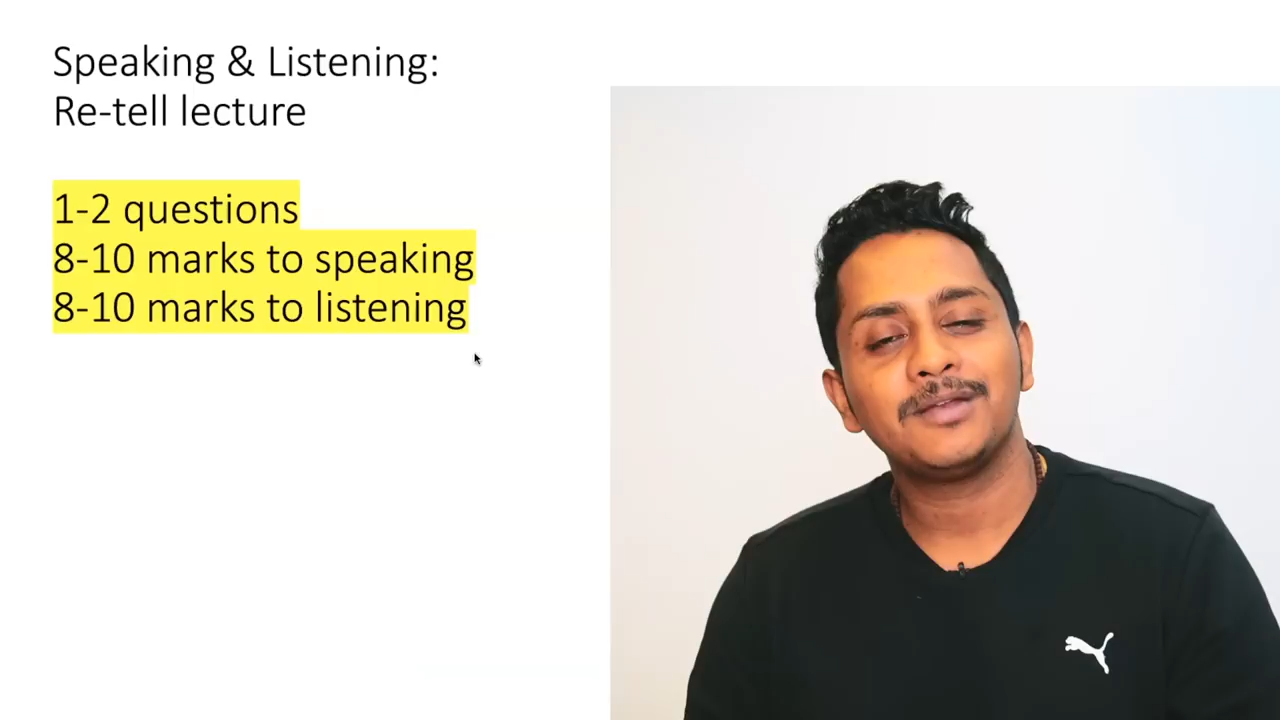 Speaking & Listening:
Re-tell lecture
1-2 questions
8-10 marks to speaking
8-10 marks to listening